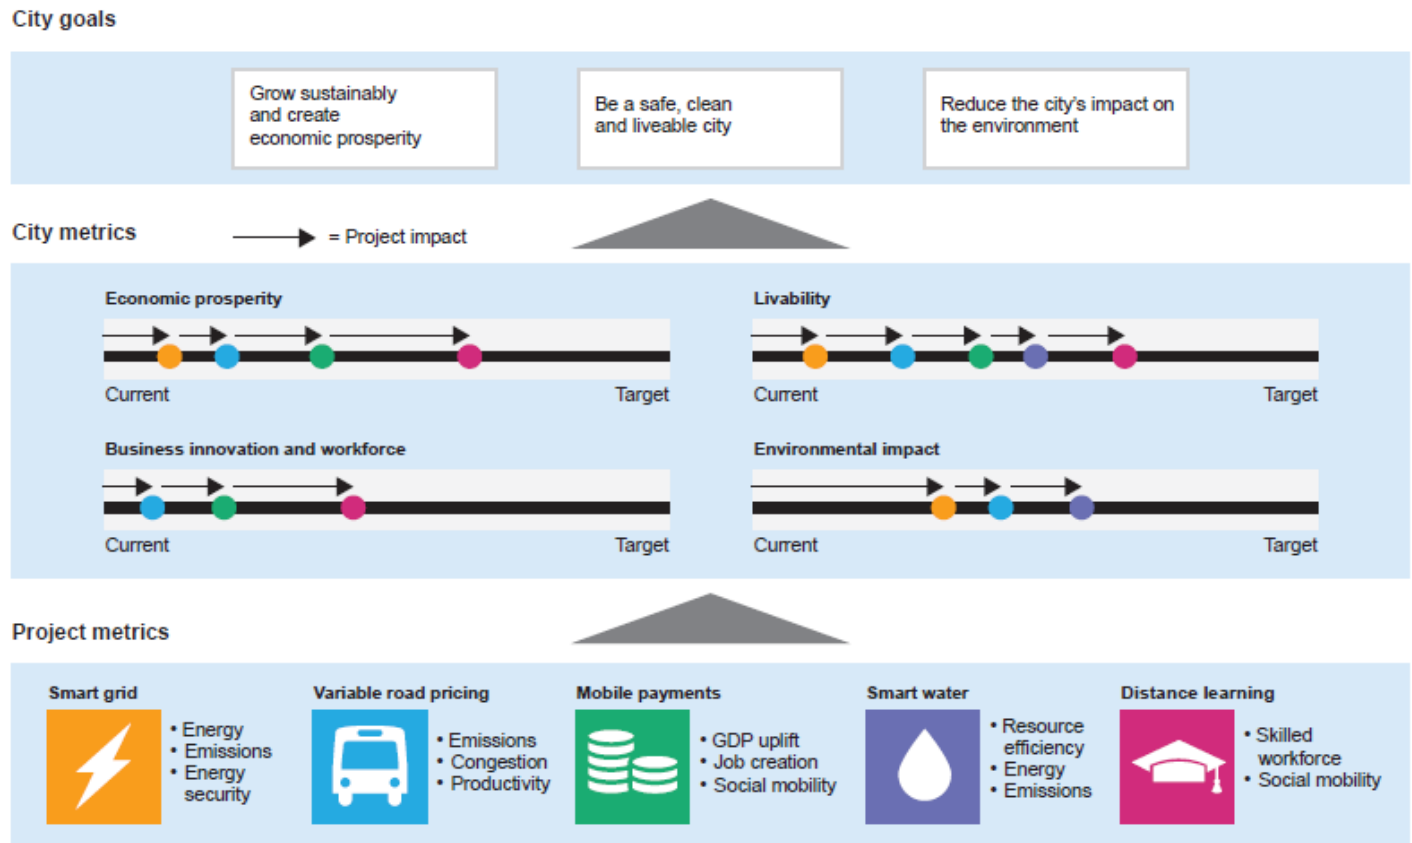 City goals
Grow sustainably
and create
economic prosperity
Be a safe, clean
and liveable city
Reduce the city's impact on
the environment
City metrics
= Project impact
Economic prosperity
Current
Target
Livability
Current
Target
Business innovation and workforce
Current
Target
Environmental impact
Current
Target
Project metrics
Smart grid
• Energy
• Emissions
• Energy
security
Variable road pricing
• Emissions
• Congestion
• Productivity
Mobile payments
• GDP uplift
• Job creation
• Social mobility
Smart water
• Resource
efficiency
• Energy
• Emissions
Distance learning
• Skilled
workforce
• Social mobility